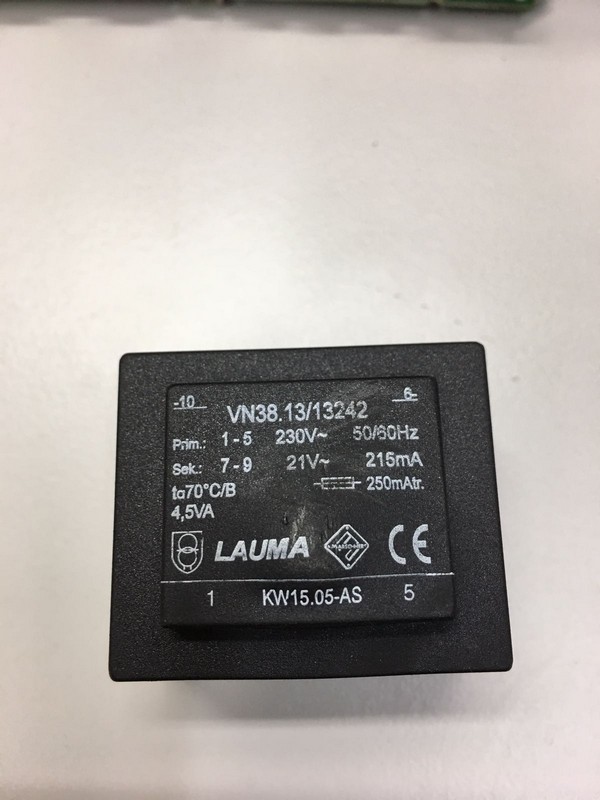 -10 6-
VN38.13/13242
Prim.: 1 - 5 230V~ 50/60Hz
Sek.: 7 - 9 21V~ 215mA
ta70°C/B 250mAtr.
4,5VA
LAUMA CE
1 KW15.05-AS 5